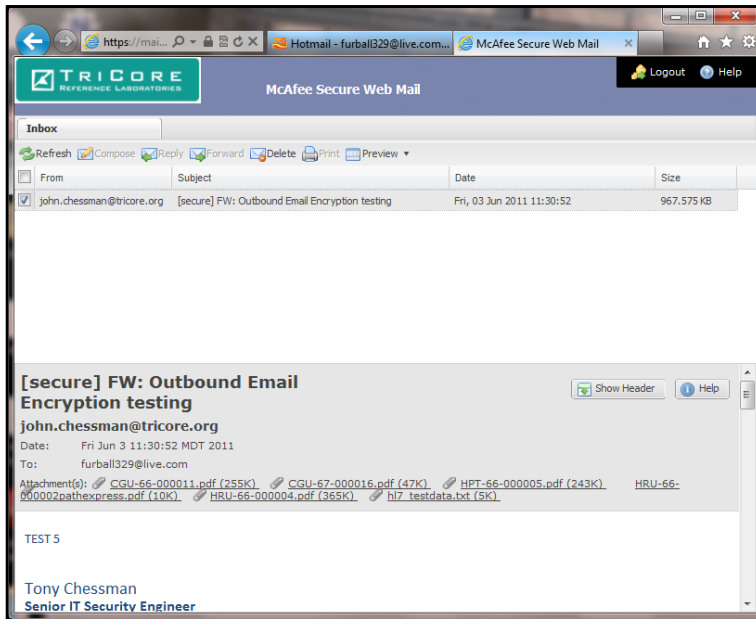 https://mai...
Hotmail - furball329@live.com...
McAfee Secure Web Mail
TRICORE
REFERENCE LABORATORIES
McAfee Secure Web Mail
Logout
Help
Inbox
Refresh Compose Reply Forward Delete Print Preview
From Subject Date Size
john.chessman@tricore.org [secure] FW: Outbound Email Encryption testing Fri, 03 Jun 2011 11:30:52 967.575 KB
[secure] FW: Outbound Email
Encryption testing
Show Header Help
john.chessman@tricore.org
Date: Fri Jun 3 11:30:52 MDT 2011
To: furball329@live.com
Attachment(s): CGU-66-000011.pdf (255K) CGU-67-000016.pdf (47K) HPT-66-000005.pdf (243K) HRU-66-
000002pathexpress.pdf (10K) HRU-66-000004.pdf (365K) hl7_testdata.txt (5K)
TEST 5
Tony Chessman
Senior IT Security Engineer